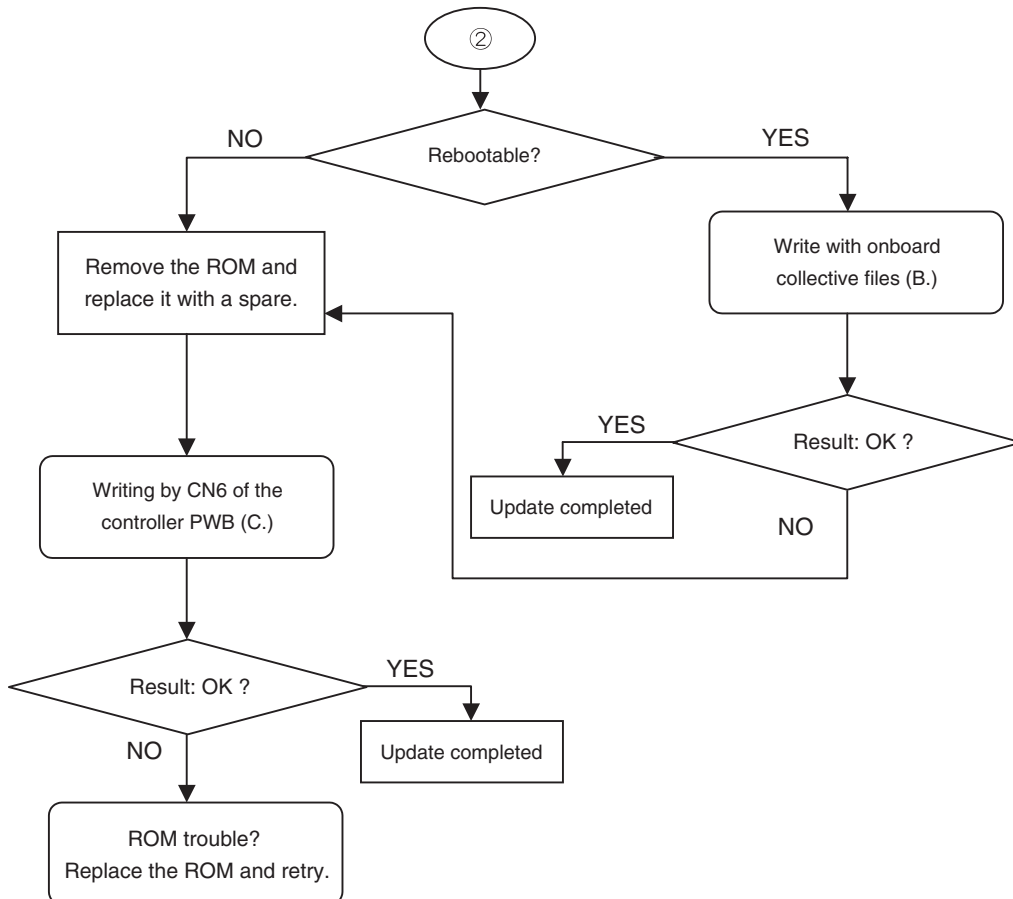 ②
Rebootable?
NO
YES
Remove the ROM and
replace it with a spare.
Write with onboard
collective files (B.)
YES
Result: OK ?
Update completed
NO
Writing by CN6 of the
controller PWB (C.)
Result: OK ?
YES
Update completed
NO
ROM trouble?
Replace the ROM and retry.